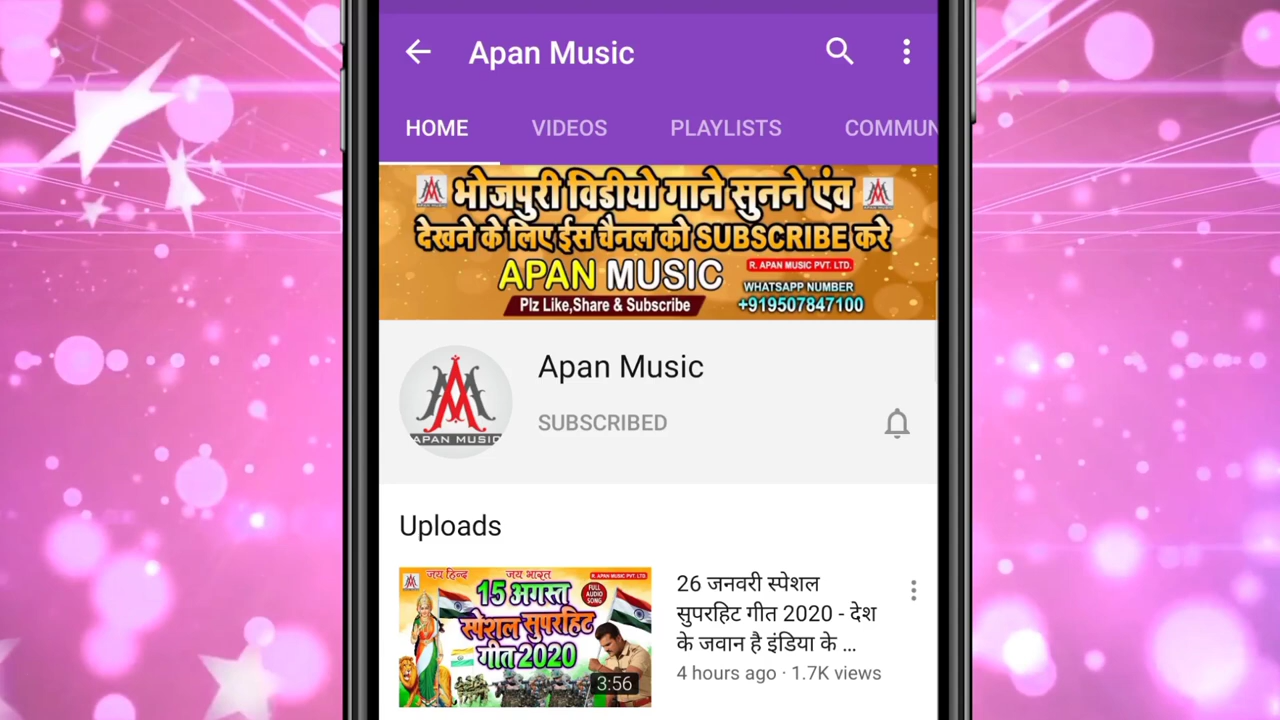 Apan Music
HOME VIDEOS PLAYLISTS COMMUN
भोजपुरी विडीयो गाने सुनने एंव
देखने के लिए ईस चैनल को SUBSCRIBE करे
APAN MUSIC
R. APAN MUSIC PVT. LTD.
Plz Like,Share & Subscribe
WHATSAPP NUMBER
+919507847100
APAN MUSIC
Apan Music
SUBSCRIBED
Uploads
जय हिन्द जय भारत
R. APAN MUSIC PVT. LTD
15 अगस्त
FULL
AUDIO
SONG
स्पेशल सुपरहिट
गीत 2020
3:56
26 जनवरी स्पेशल
सुपरहिट गीत 2020 - देश
के जवान है इंडिया के ...
4 hours ago · 1.7K views